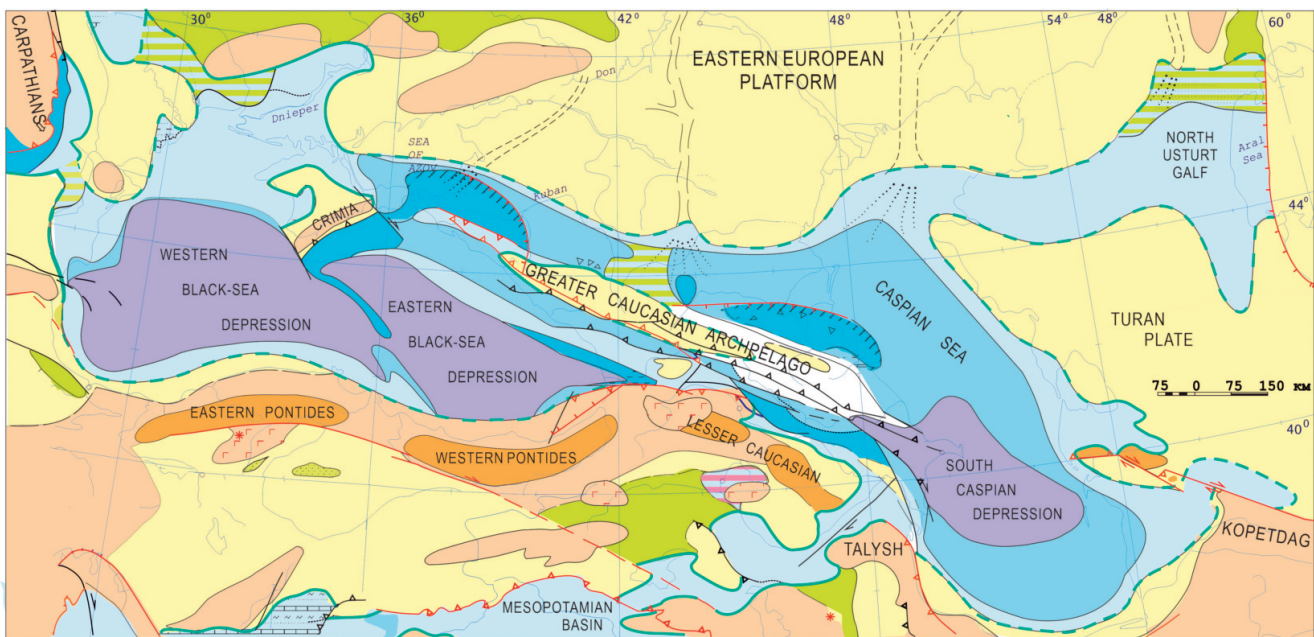 30°
36°
42°
48°
54°
48°
60°
CARPATHIANS
EASTERN EUROPEAN
PLATFORM
Don
Dnieper
SEA
OF
AZOV
Kuban
NORTH
USTURT
GALF
Aral
Sea
44°
CRIMIA
WESTERN
BLACK-SEA
DEPRESSION
EASTERN
BLACK-SEA
DEPRESSION
GREATER CAUCASIAN ARCHPELAGO
CASPIAN
SEA
TURAN
PLATE
75 0 75 150 км
40°
EASTERN PONTIDES
WESTERN PONTIDES
LESSER CAUCASIAN
SOUTH
CASPIAN
DEPRESSION
TALYSH
KOPETDAG
MESOPOTAMIAN
BASIN